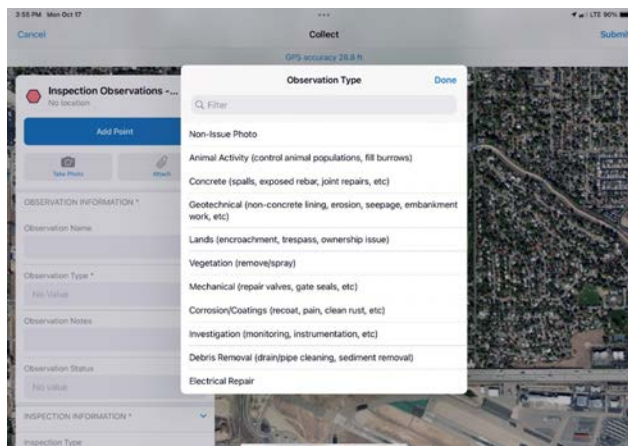 3:55 PM Mon Oct 17
LTE 90%
Cancel
Collect
Submit
GPS accuracy 28.8 ft
Inspection Observations -...
No location
Add Point
Take Photo
Attach
OBSERVATION INFORMATION *
Observation Name
Observation Type *
No Value
Observation Notes
Observation Status
No value
INSPECTION INFORMATION *
Inspection Type
Observation Type
Done
Filter
Non-Issue Photo
Animal Activity (control animal populations, fill burrows)
Concrete (spalls, exposed rebar, joint repairs, etc)
Geotechnical (non-concrete lining, erosion, seepage, embankment
work, etc)
Lands (encroachment, trespass, ownership issue)
Vegetation (remove/spray)
Mechanical (repair valves, gate seals, etc)
Corrosion/Coatings (recoat, pain, clean rust, etc)
Investigation (monitoring, instrumentation, etc)
Debris Removal (drain/pipe cleaning, sediment removal)
Electrical Repair